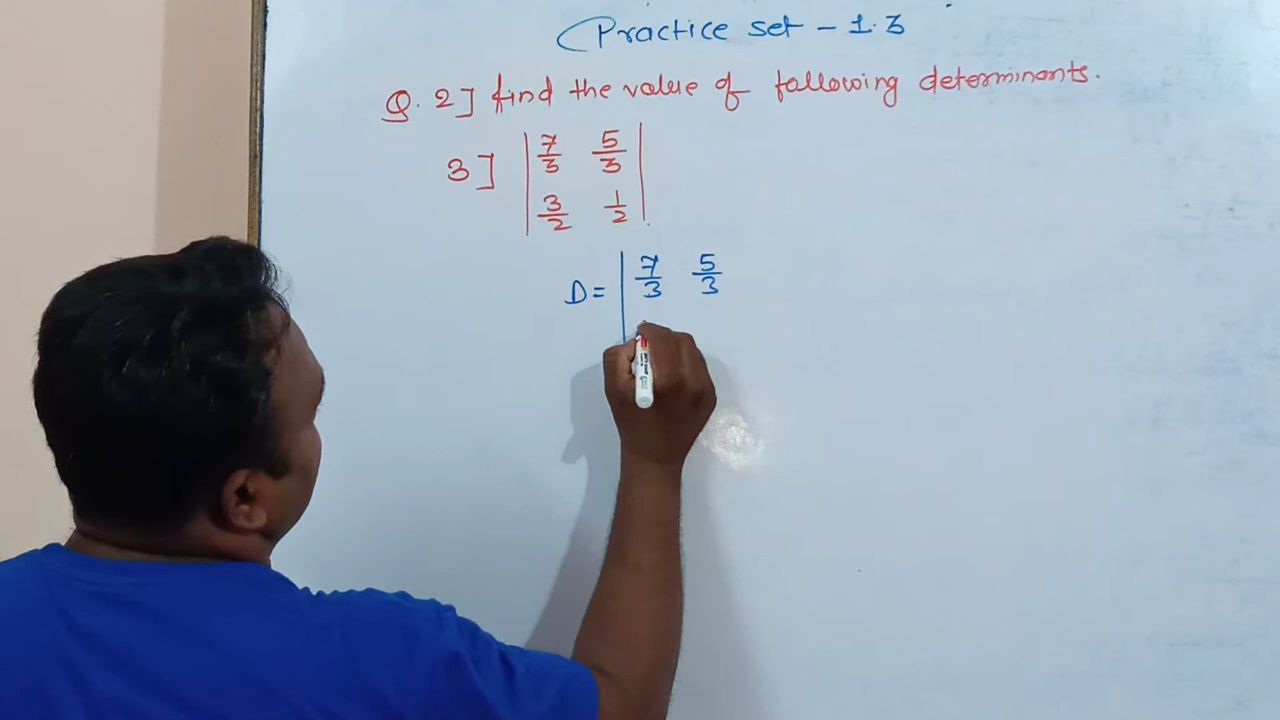 Practice set - 1.3
Q. 2] find the value of following determinants.
3] | 7/3 5/3 |
| 3/2 1/2 |
D = | 7/3 5/3